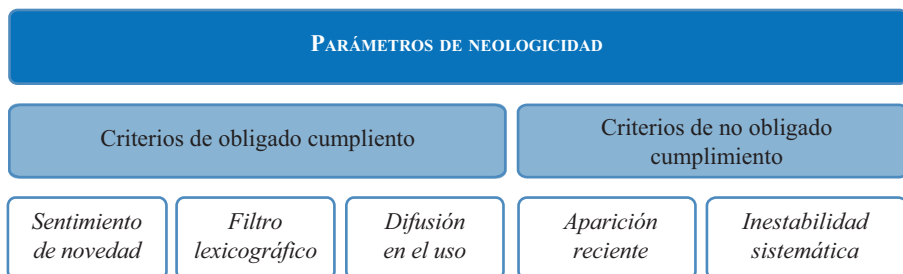 PARÁMETROS DE NEOLOGICIDAD
Criterios de obligado cumpliento
Criterios de no obligado
cumplimiento
Sentimiento
de novedad
Filtro
lexicográfico
Difusión
en el uso
Aparición
reciente
Inestabilidad
sistemática